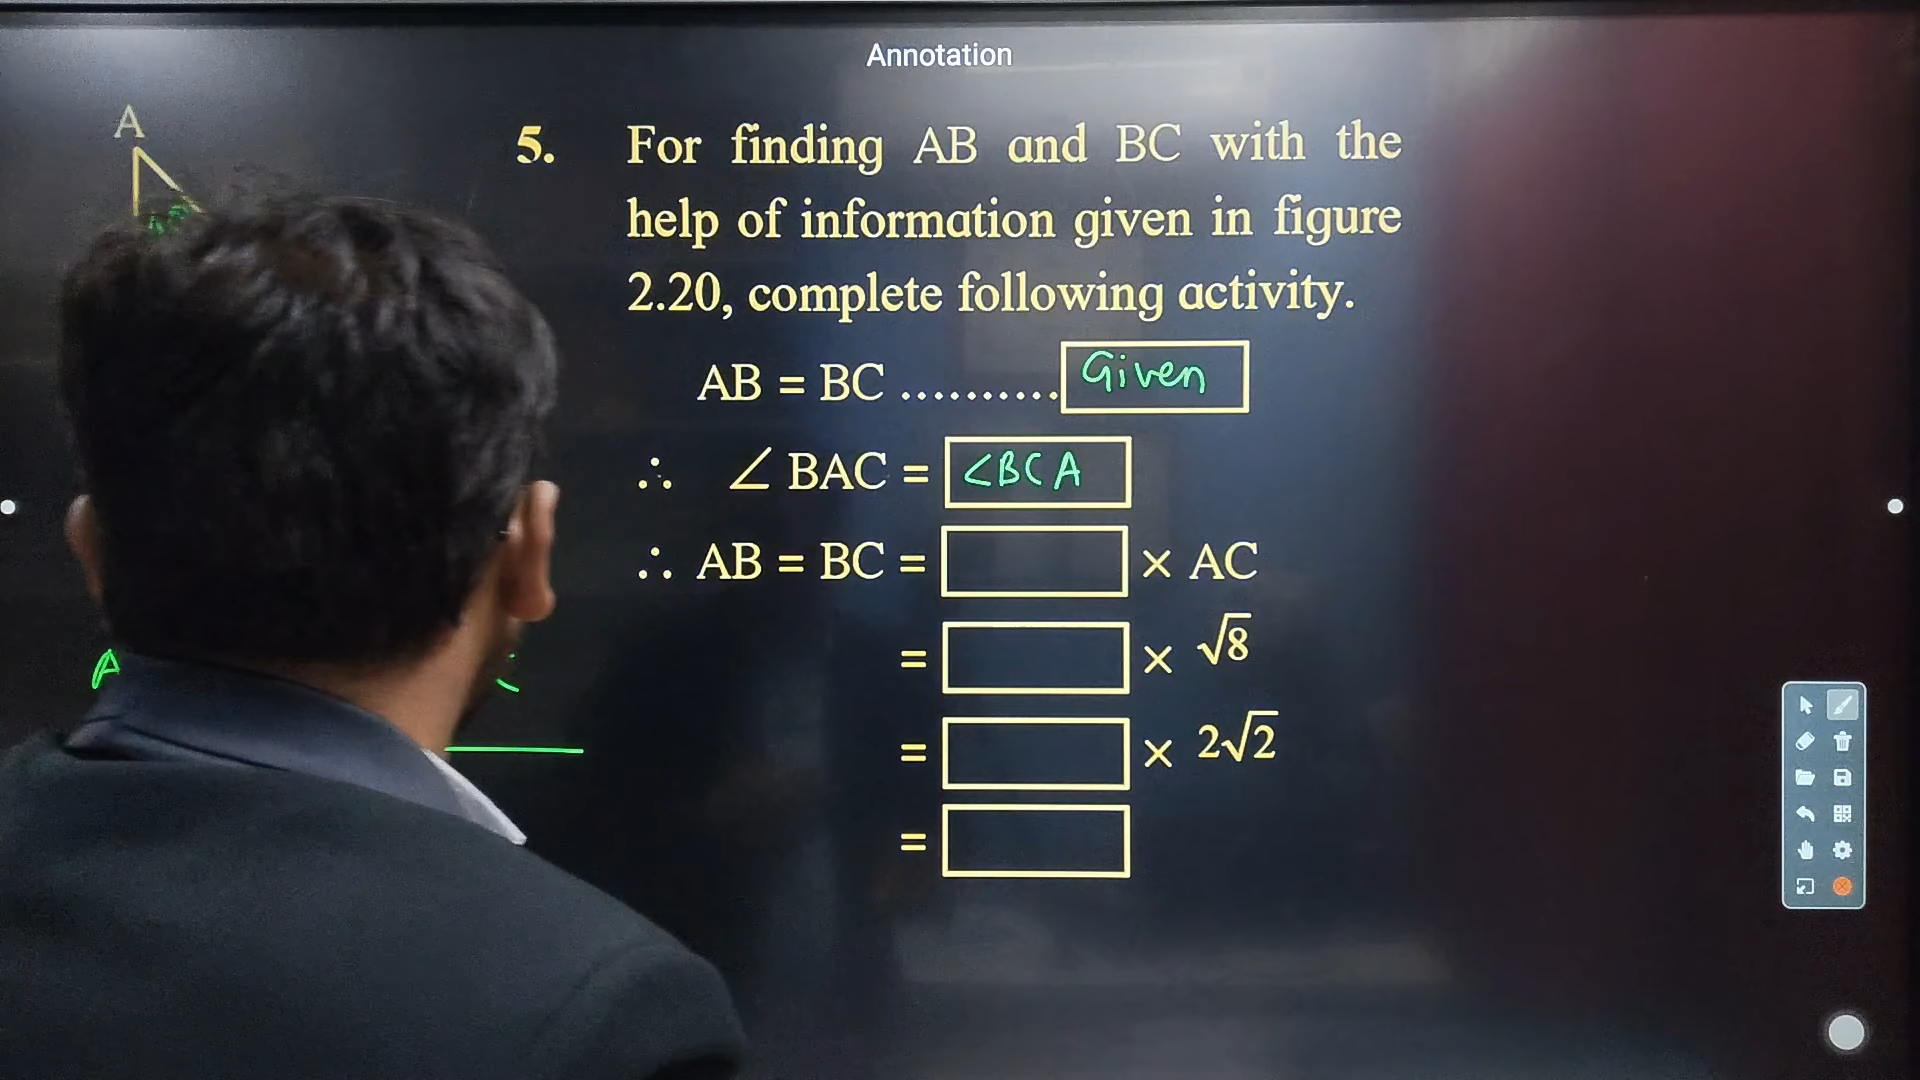 Annotation
A
5. For finding AB and BC with the
help of information given in figure
2.20, complete following activity.
AB = BC .......... Given
∴ ∠ BAC = ∠BCA
∴ AB = BC = × AC
= × √8
A
= × 2√2
=